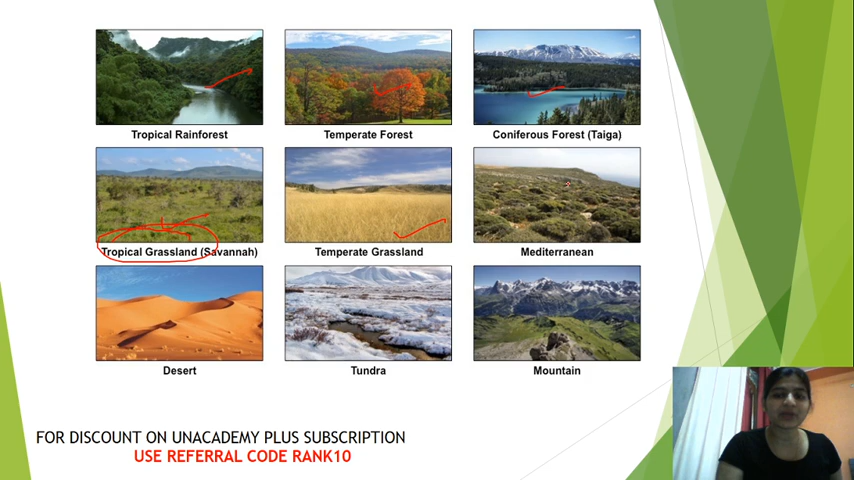 Tropical Rainforest
Temperate Forest
Coniferous Forest (Taiga)
Tropical Grassland (Savannah)
Temperate Grassland
Mediterranean
Desert
Tundra
Mountain
FOR DISCOUNT ON UNACADEMY PLUS SUBSCRIPTION
USE REFERRAL CODE RANK10